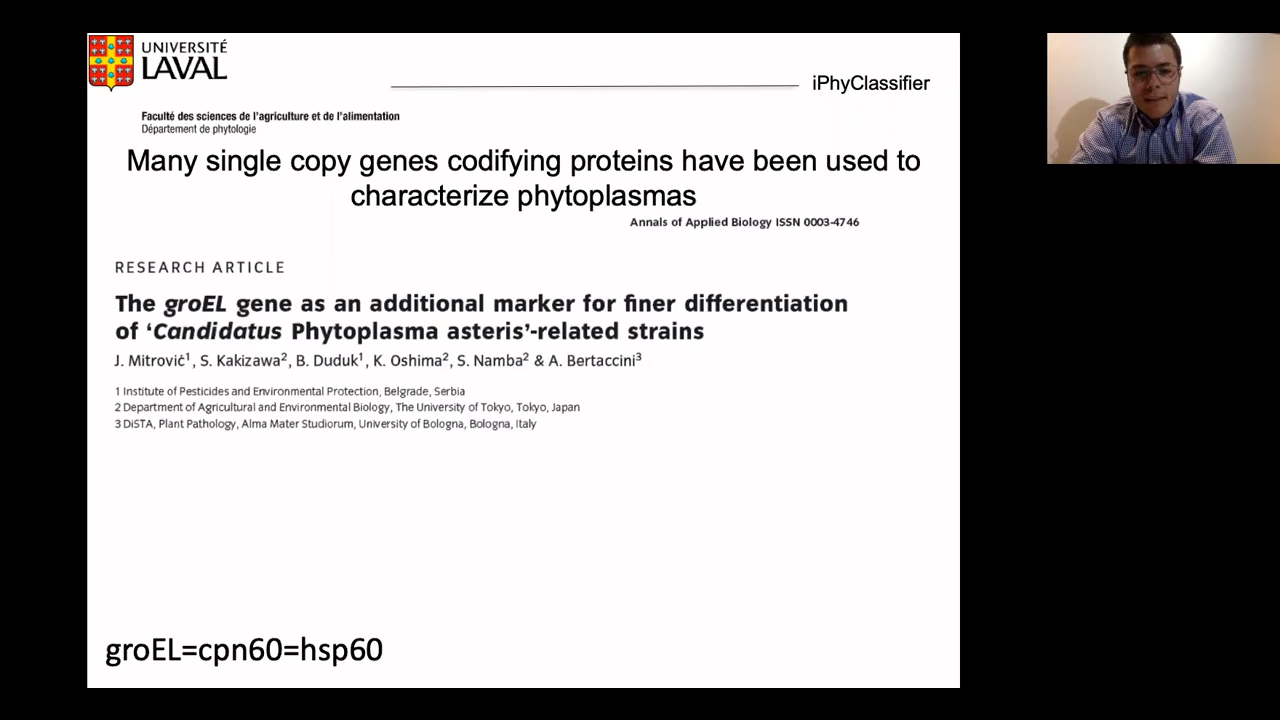 UNIVERSITÉ
LAVAL
iPhyClassifier
Faculté des sciences de l'agriculture et de l'alimentation
Département de phytologie
Many single copy genes codifying proteins have been used to
characterize phytoplasmas
Annals of Applied Biology ISSN 0003-4746
RESEARCH ARTICLE
The groEL gene as an additional marker for finer differentiation
of ‘Candidatus Phytoplasma asteris’-related strains
J. Mitrović1, S. Kakizawa2, B. Duduk1, K. Oshima2, S. Namba2 & A. Bertaccini3
1 Institute of Pesticides and Environmental Protection, Belgrade, Serbia
2 Department of Agricultural and Environmental Biology, The University of Tokyo, Tokyo, Japan
3 DiSTA, Plant Pathology, Alma Mater Studiorum, University of Bologna, Bologna, Italy
groEL=cpn60=hsp60